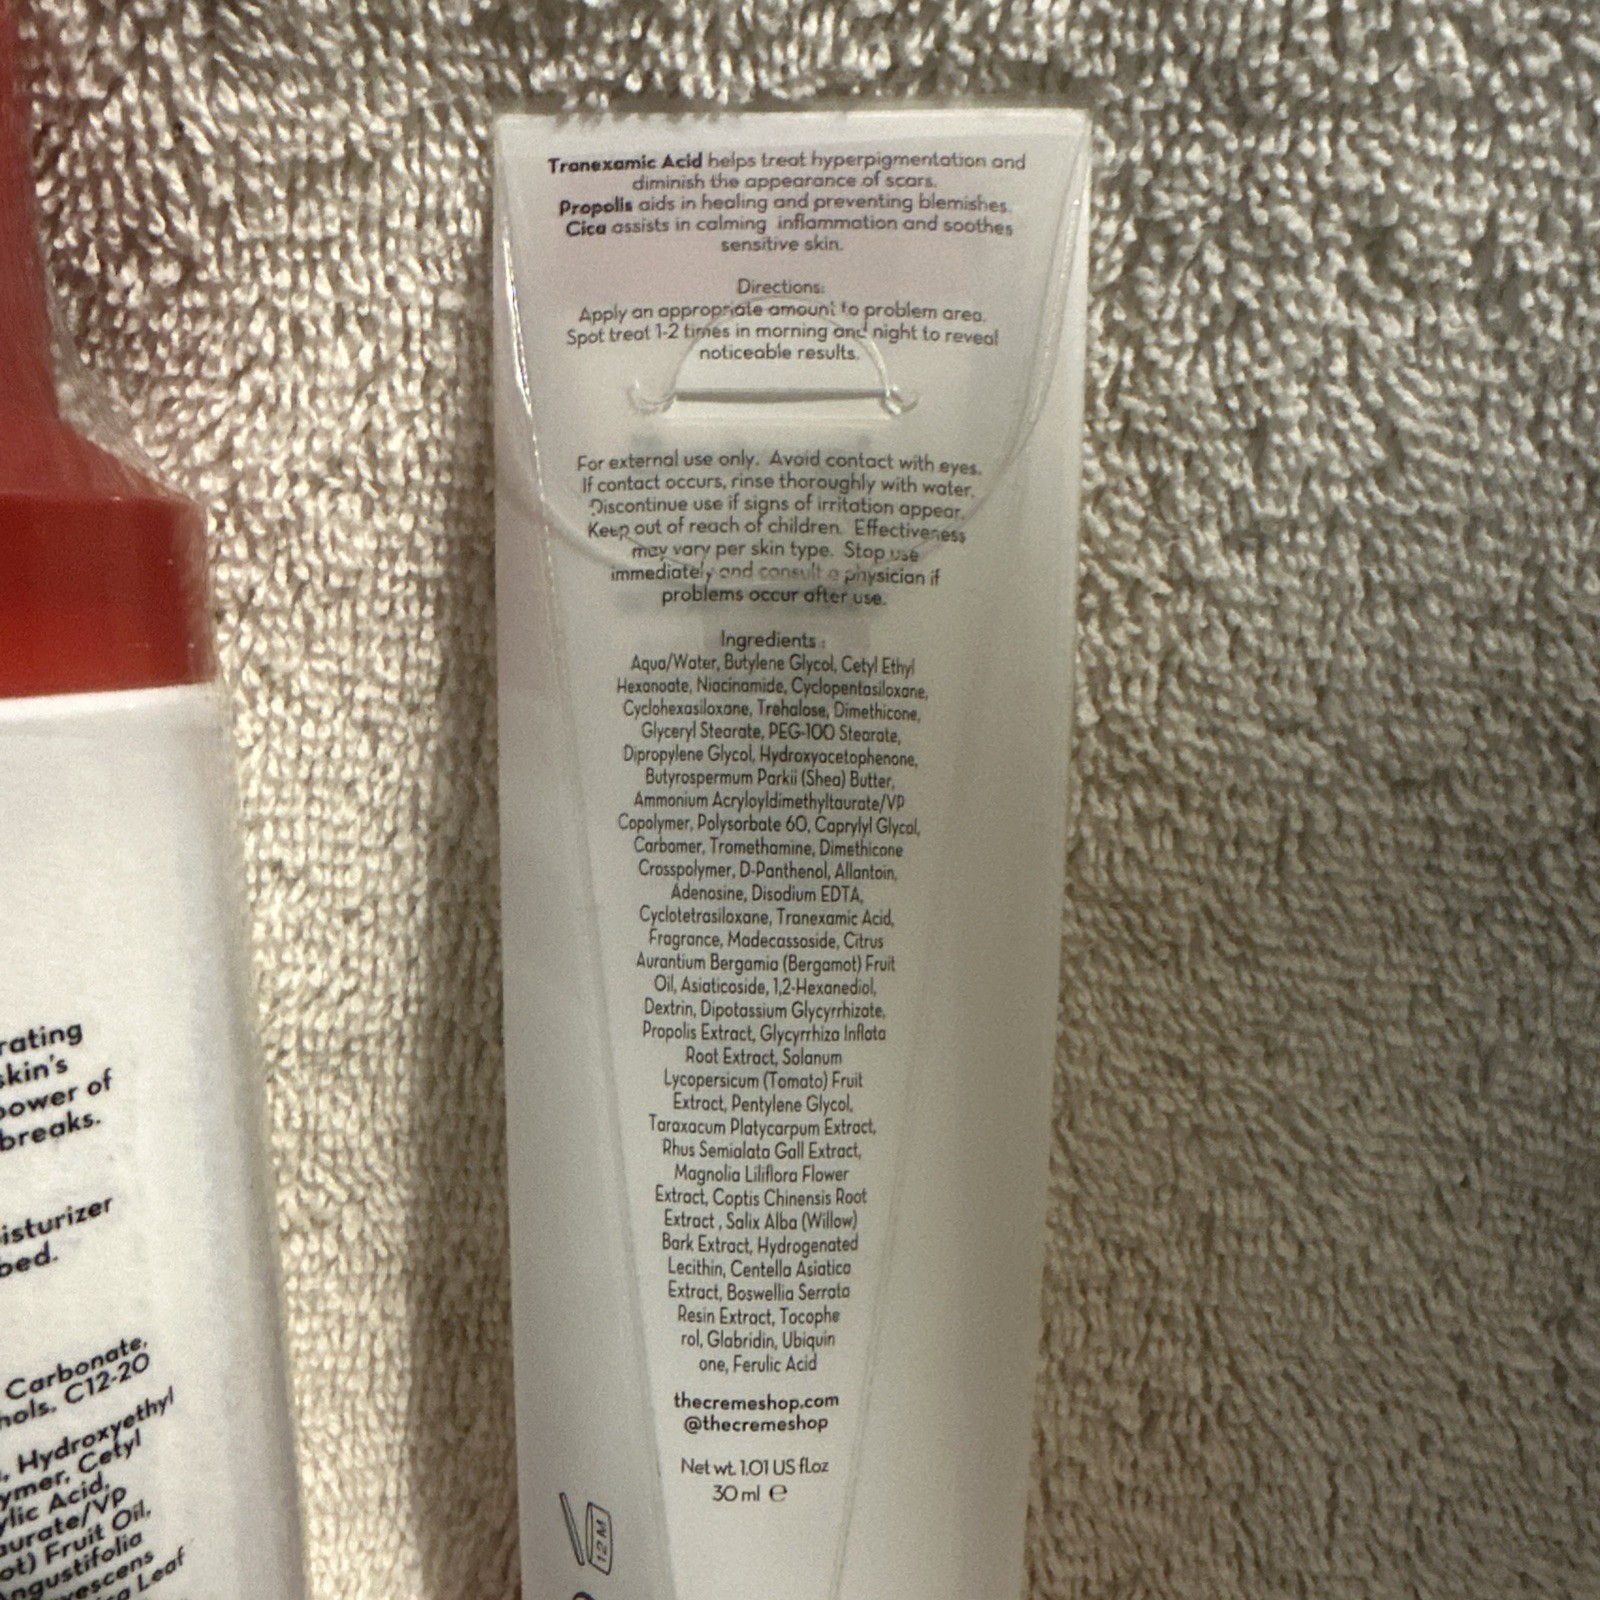 Tranexamic Acid helps treat hyperpigmentation and
diminish the appearance of scars.
Propolis aids in healing and preventing blemishes.
Cica assists in calming inflammation and soothes
sensitive skin.
Directions:
Apply an appropriate amount to problem area.
Spot treat 1-2 times in morning and night to reveal
noticeable results.
For external use only. Avoid contact with eyes.
If contact occurs, rinse thoroughly with water.
Discontinue use if signs of irritation appear.
Keep out of reach of children. Effectiveness
may vary per skin type. Stop use
immediately and consult a physician if
problems occur after use.
Ingredients :
Aqua/Water, Butylene Glycol, Cetyl Ethyl
Hexanoate, Niacinamide, Cyclopentasiloxane,
Cyclohexasiloxane, Trehalose, Dimethicone,
Glyceryl Stearate, PEG-100 Stearate,
Dipropylene Glycol, Hydroxyacetophenone,
Butyrospermum Parkii (Shea) Butter,
Ammonium Acryloyldimethyltaurate/VP
Copolymer, Polysorbate 60, Caprylyl Glycol,
Carbomer, Tromethamine, Dimethicone
Crosspolymer, D-Panthenol, Allantoin,
Adenosine, Disodium EDTA,
Cyclotetrasiloxane, Tranexamic Acid,
Fragrance, Madecassoside, Citrus
Aurantium Bergamia (Bergamot) Fruit
Oil, Asiaticoside, 1,2-Hexanediol,
Dextrin, Dipotassium Glycyrrhizate,
Propolis Extract, Glycyrrhiza Inflata
Root Extract, Solanum
Lycopersicum (Tomato) Fruit
Extract, Pentylene Glycol,
Taraxacum Platycarpum Extract,
Rhus Semialata Gall Extract,
Magnolia Liliflora Flower
Extract, Coptis Chinensis Root
Extract , Salix Alba (Willow)
Bark Extract, Hydrogenated
Lecithin, Centella Asiatica
Extract, Boswellia Serrata
Resin Extract, Tocophe
rol, Glabridin, Ubiquin
one, Ferulic Acid
thecremeshop.com
@thecremeshop
Net wt. 1.01 US fl.oz
30 ml ℮
12 M
rating
skin's
power of
breaks.
isturizer
bed.
Carbonate,
hols, C12-20
, Hydroxyethyl
ymer, Cetyl
ylic Acid,
aurate/VP
ot) Fruit Oil,
Angustifolia
vescens
ica Leaf